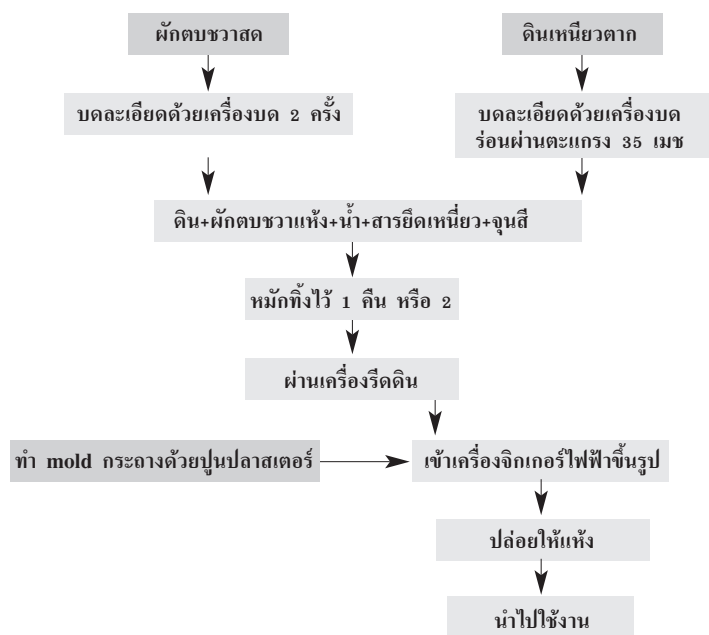 ผักตบชวาสด
ดินเหนียวตาก
บดละเอียดด้วยเครื่องบด 2 ครั้ง
บดละเอียดด้วยเครื่องบด
ร่อนผ่านตะแกรง 35 เมช
ดิน+ผักตบชวาแห้ง+น้ำ+สารยึดเหนี่ยว+จุนสี
หมักทิ้งไว้ 1 คืน หรือ 2
ผ่านเครื่องรีดดิน
ทำ mold กระถางด้วยปูนปลาสเตอร์
เข้าเครื่องจิกเกอร์ไฟฟ้าขึ้นรูป
ปล่อยให้แห้ง
นำไปใช้งาน